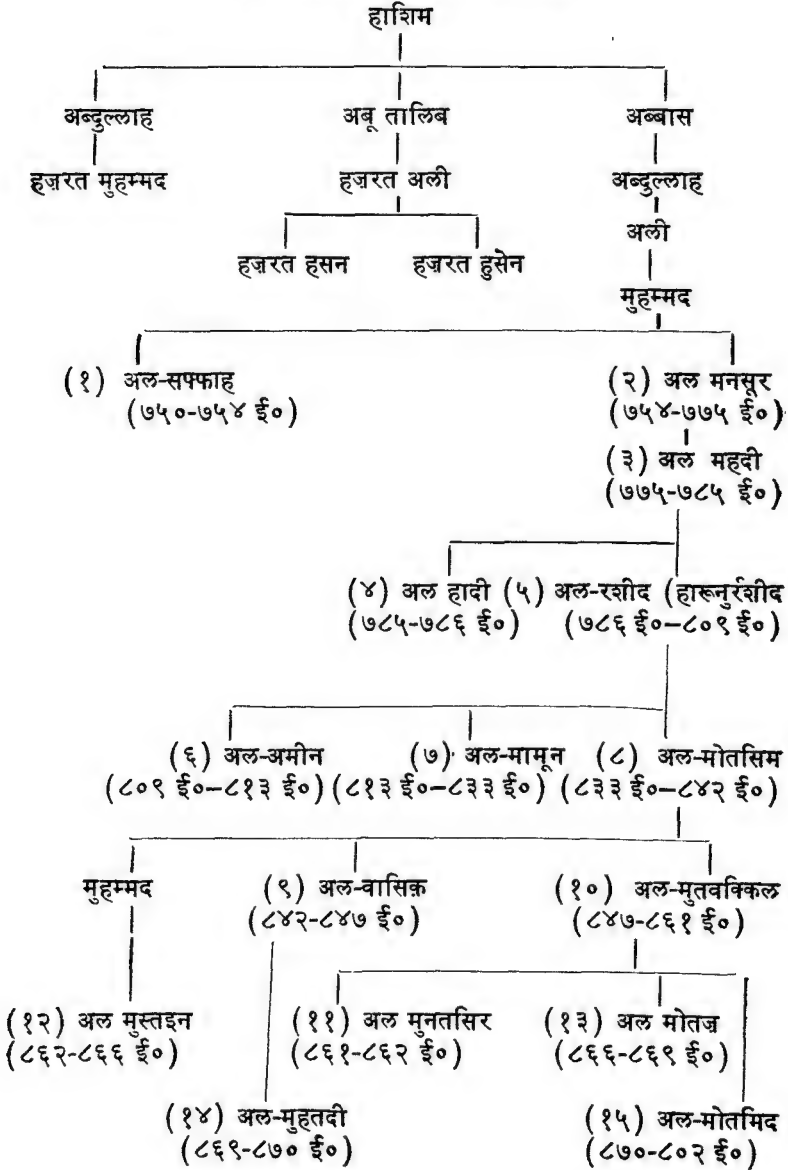 हाशिम
अब्दुल्लाह अबू तालिब अब्बास
हज़रत मुहम्मद हज़रत अली अब्दुल्लाह
अली
हज़रत हसन हज़रत हुसेन
मुहम्मद
(१) अल-सफ्फाह (२) अल मनसूर
(७५०-७५४ ई०) (७५४-७७५ ई०)
(३) अल महदी
(७७५-७८५ ई०)
(४) अल हादी (५) अल-रशीद (हारूनुर्रशीद
(७८५-७८६ ई०) (७८६ ई०–८०९ ई०)
(६) अल-अमीन (७) अल-मामून (८) अल-मोतसिम
(८०९ ई०–८१३ ई०) (८१३ ई०–८३३ ई०) (८३३ ई०–८४२ ई०)
मुहम्मद (९) अल-वासिक़ (१०) अल-मुतवक्किल
(८४२-८४७ ई०) (८४७-८६१ ई०)
(१२) अल मुस्तइन (११) अल मुनतसिर (१३) अल मोतज़
(८६२-८६६ ई०) (८६१-८६२ ई०) (८६६-८६९ ई०)
(१४) अल-मुहतदी (१५) अल-मोतमिद
(८६९-८७० ई०) (८७०-८०२ ई०)